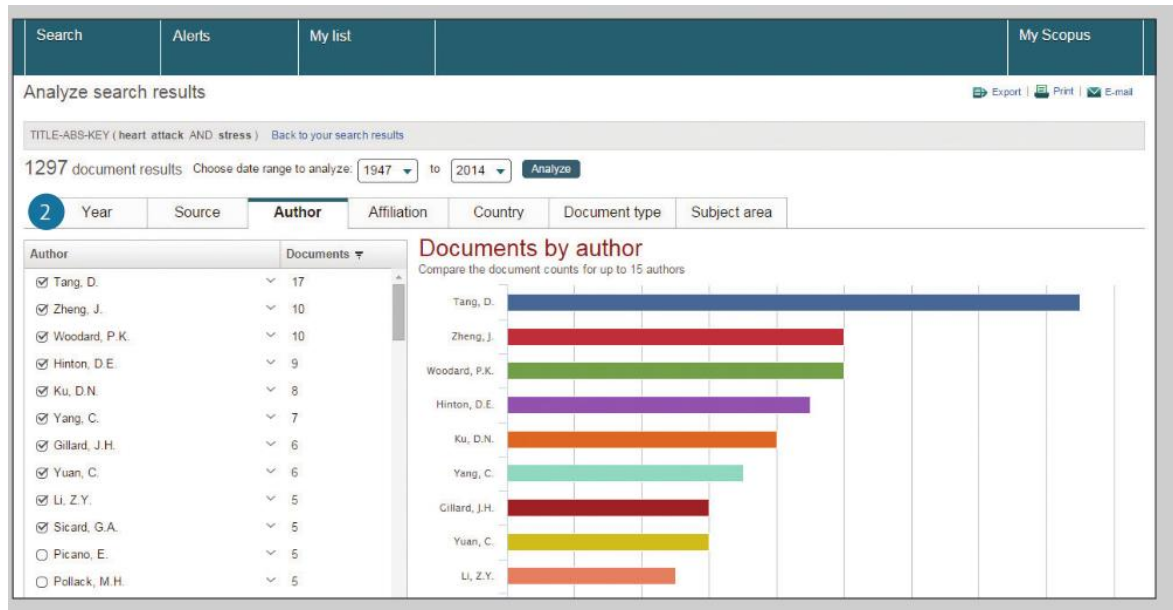 Search Alerts My list My Scopus
Analyze search results
Export | Print | E-mail
TITLE-ABS-KEY ( heart attack AND stress ) Back to your search results
1297 document results Choose date range to analyze: 1947 to 2014 Analyze
2 Year Source Author Affiliation Country Document type Subject area
Author Documents
Tang, D. 17
Zheng, J. 10
Woodard, P.K. 10
Hinton, D.E. 9
Ku, D.N. 8
Yang, C. 7
Gillard, J.H. 6
Yuan, C. 6
Li, Z.Y. 5
Sicard, G.A. 5
Picano, E. 5
Pollack, M.H. 5
Documents by author
Compare the document counts for up to 15 authors
Tang, D.
Zheng, J.
Woodard, P.K.
Hinton, D.E.
Ku, D.N.
Yang, C.
Gillard, J.H.
Yuan, C.
Li, Z.Y.